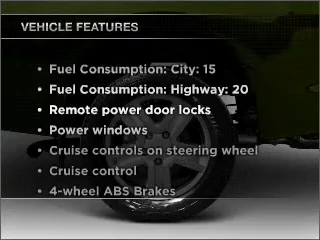 VEHICLE FEATURES
• Fuel Consumption: City: 15
• Fuel Consumption: Highway: 20
• Remote power door locks
• Power windows
• Cruise controls on steering wheel
• Cruise control
• 4-wheel ABS Brakes